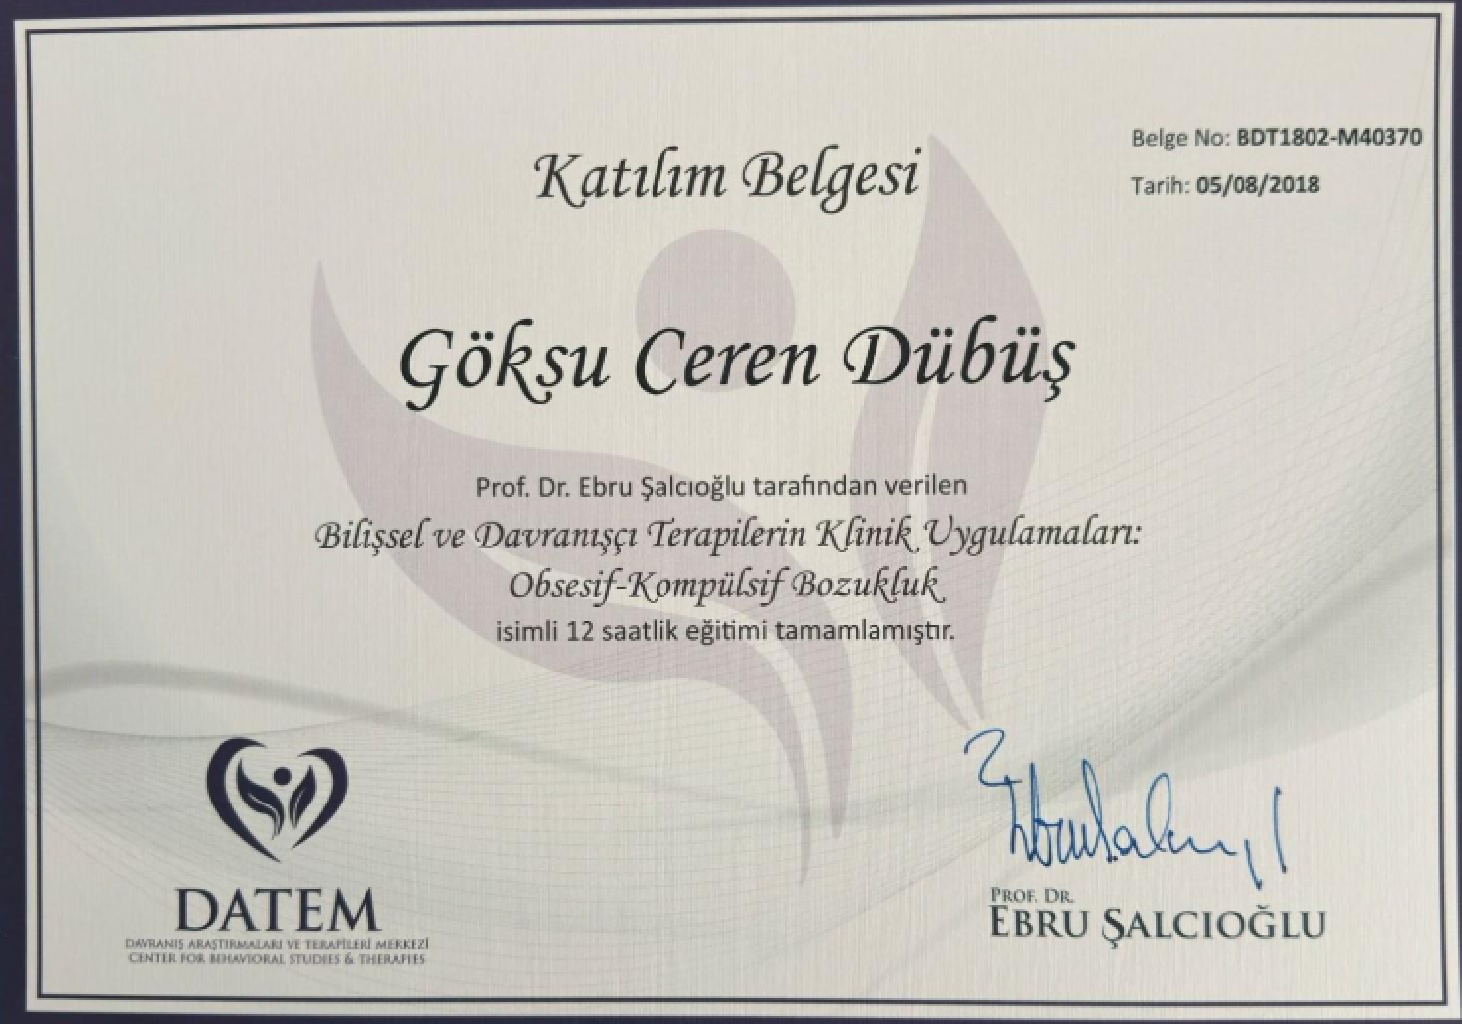 Belge No: BDT1802-M40370
Tarih: 05/08/2018
Katılım Belgesi
Göksu Ceren Dübüş
Prof. Dr. Ebru Şalcıoğlu tarafından verilen
Bilişsel ve Davranışçı Terapilerin Klinik Uygulamaları:
Obsesif-Kompülsif Bozukluk
isimli 12 saatlik eğitimi tamamlamıştır.
DATEM
DAVRANIŞ ARAŞTIRMALARI VE TERAPİLERİ MERKEZİ
CENTER FOR BEHAVIORAL STUDIES & THERAPIES
Ebru Şalcıoğlu
PROF. DR.
EBRU ŞALCIOĞLU